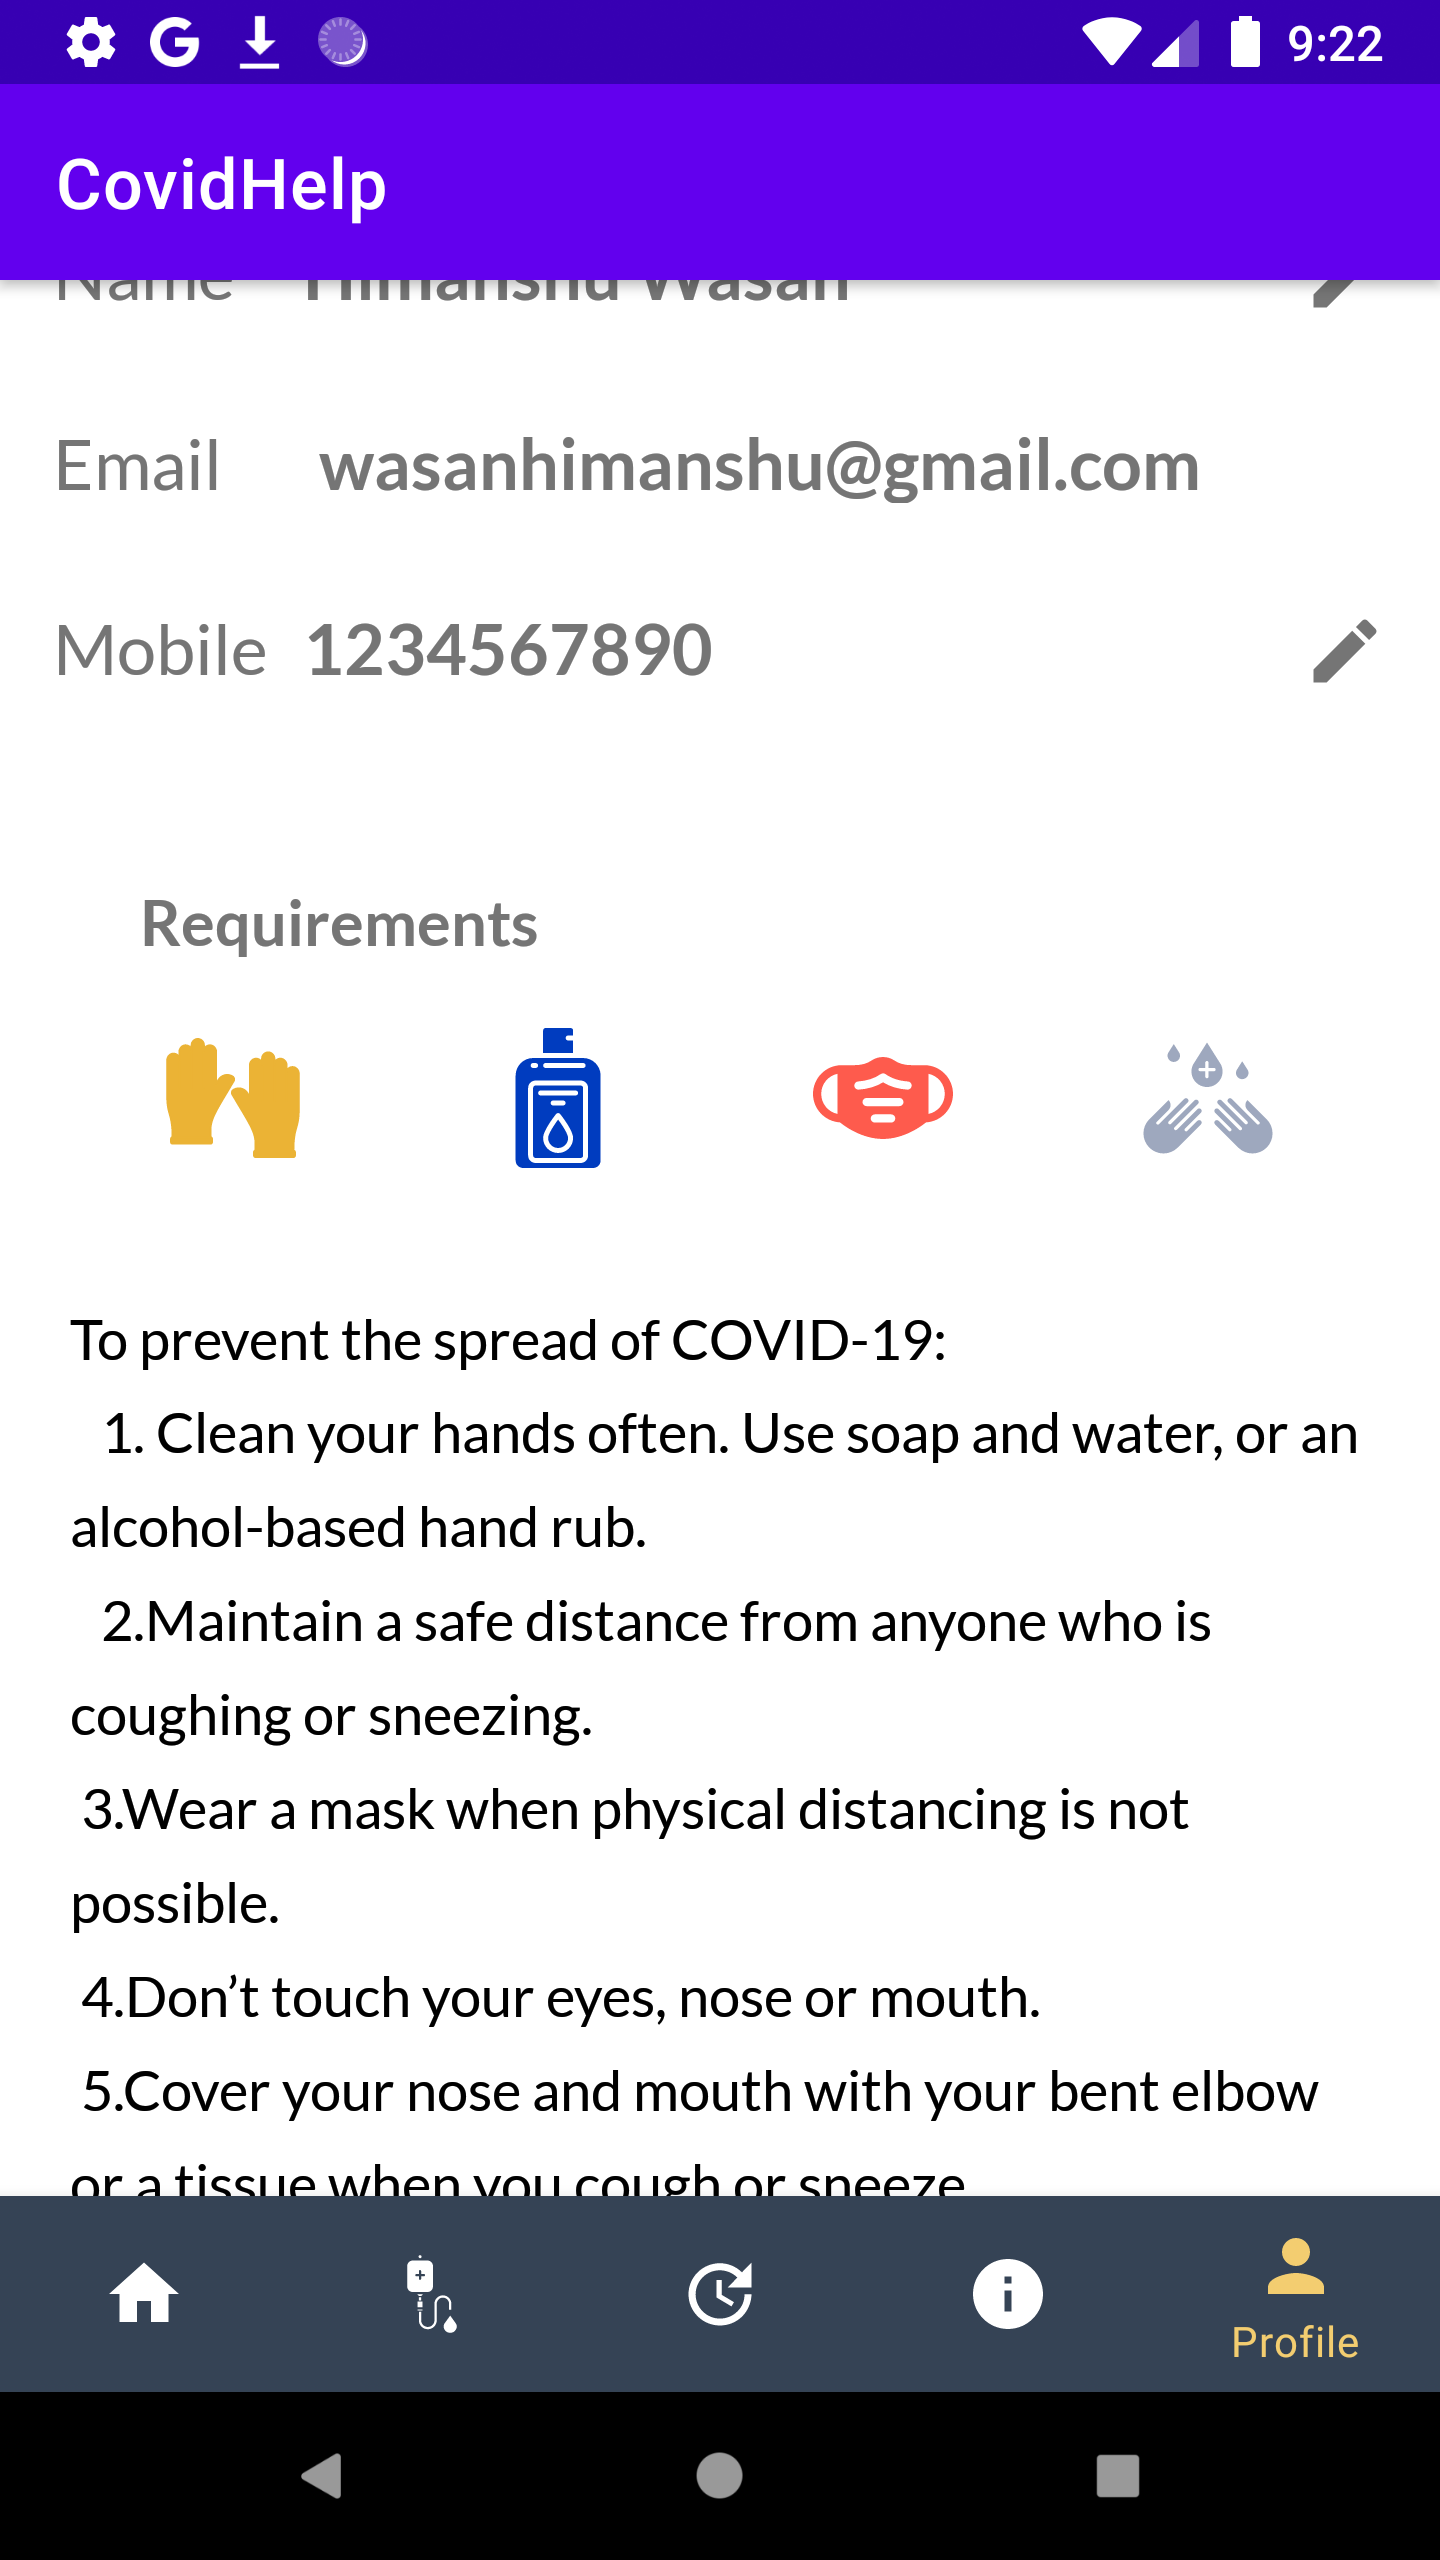 9:22
CovidHelp
Name Himanshu Wasan
Email wasanhimanshu@gmail.com
Mobile 1234567890
Requirements
To prevent the spread of COVID-19:
1. Clean your hands often. Use soap and water, or an
alcohol-based hand rub.
2.Maintain a safe distance from anyone who is
coughing or sneezing.
3.Wear a mask when physical distancing is not
possible.
4.Don’t touch your eyes, nose or mouth.
5.Cover your nose and mouth with your bent elbow
or a tissue when you cough or sneeze
Profile